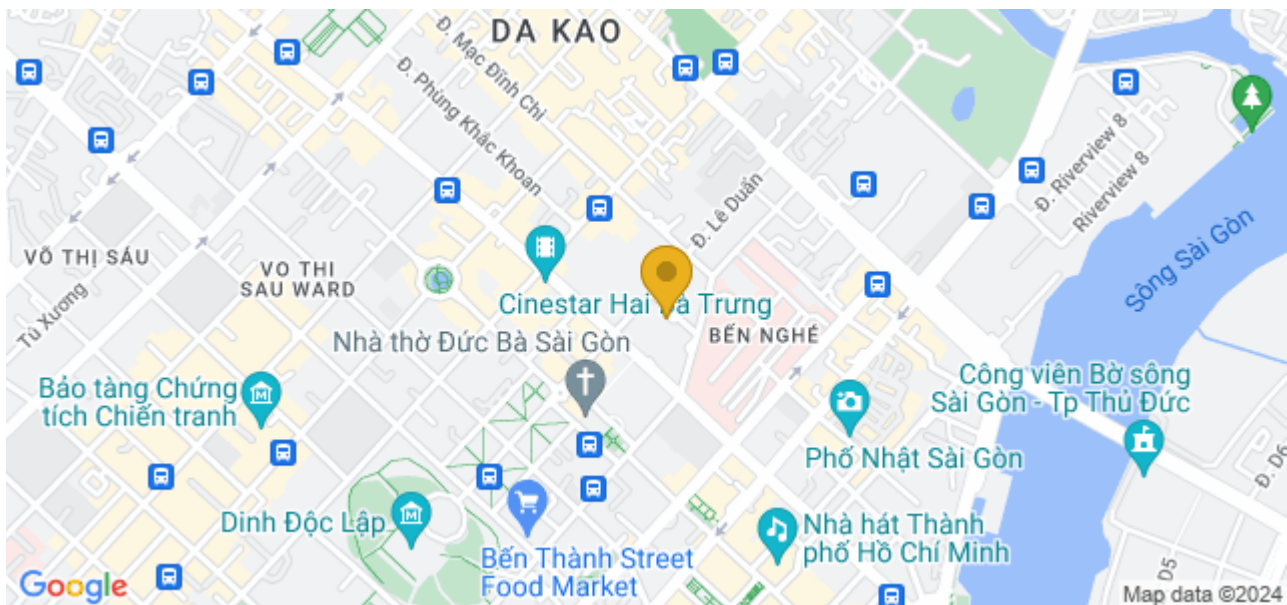 DA KAO
Đ. Mạc Đĩnh Chi
Đ. Phùng Khắc Khoan
Đ. Riverview 8
Riverview 8
Đ. Lê Duẩn
VÕ THỊ SÁU
VO THI
SAU WARD
Tú Xương
Sông Sài Gòn
Cinestar Hai Bà Trưng
BẾN NGHÉ
Nhà thờ Đức Bà Sài Gòn
Bảo tàng Chứng
tích Chiến tranh
Công viên Bờ sông
Sài Gòn - Tp Thủ Đức
Phố Nhật Sài Gòn
Đ. D6
Dinh Độc Lập
Bến Thành Street
Food Market
Nhà hát Thành
phố Hồ Chí Minh
D5
Google
Map data ©2024